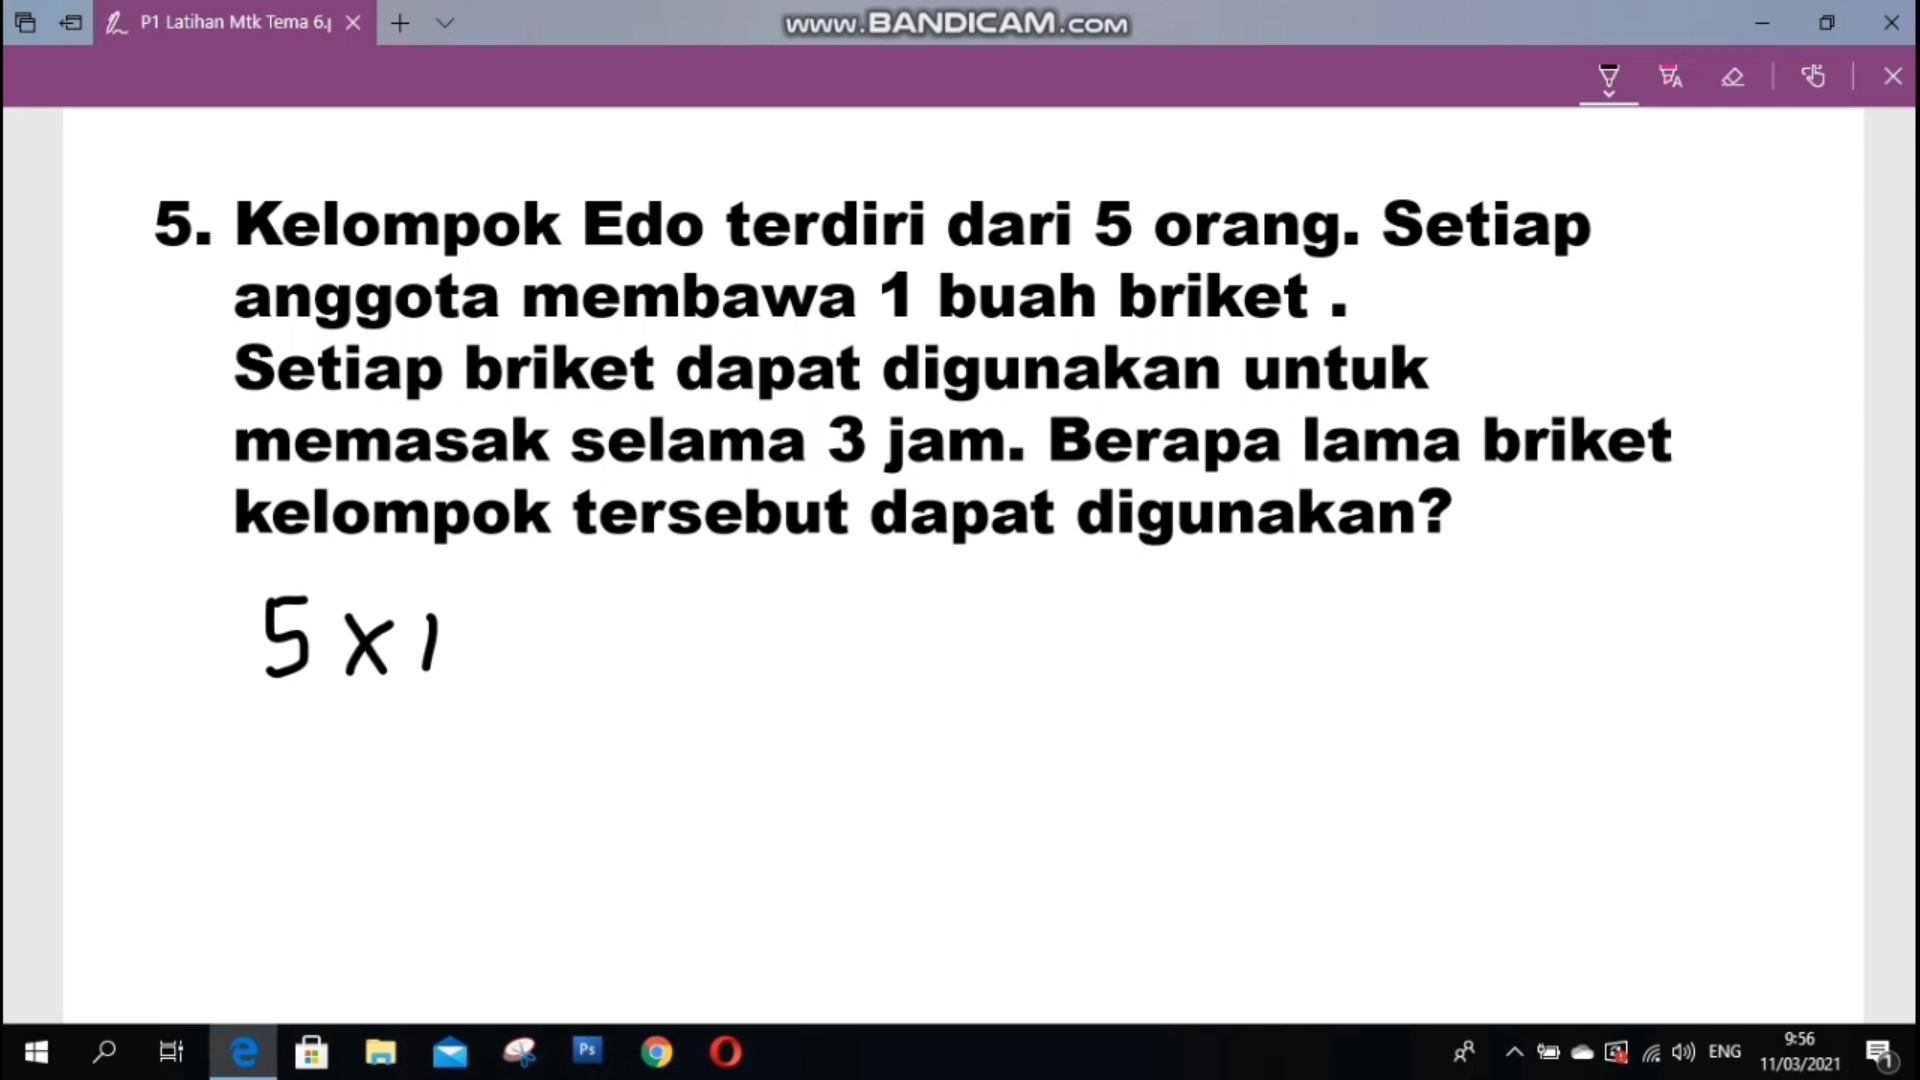 P1 Latihan Mtk Tema 6.p
www.BANDICAM.com
5. Kelompok Edo terdiri dari 5 orang. Setiap
anggota membawa 1 buah briket .
Setiap briket dapat digunakan untuk
memasak selama 3 jam. Berapa lama briket
kelompok tersebut dapat digunakan?
5 x 1
Ps
ENG
9:56
11/03/2021
1